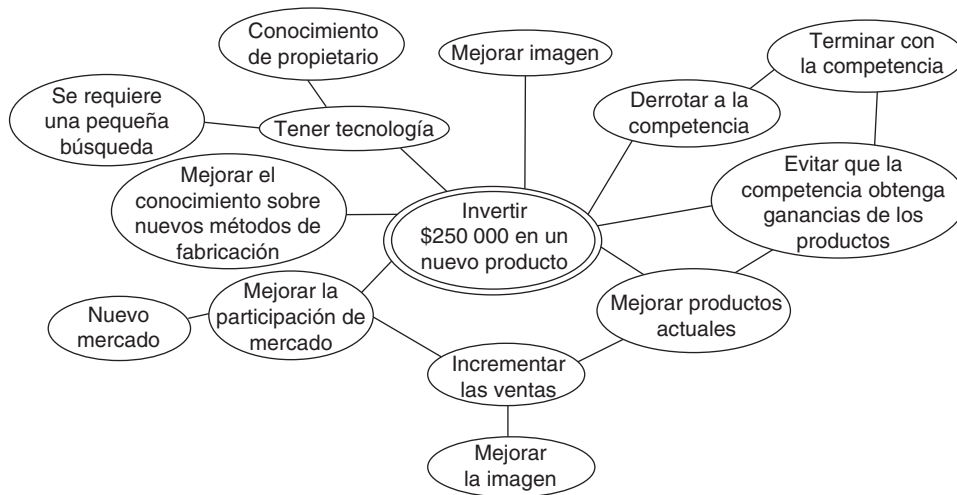 Conocimiento
de propietario
Mejorar imagen
Terminar con
la competencia
Se requiere
una pequeña
búsqueda
Tener tecnología
Derrotar a la
competencia
Mejorar el
conocimiento sobre
nuevos métodos de
fabricación
Invertir
$250 000 en un
nuevo producto
Evitar que la
competencia obtenga
ganancias de los
productos
Nuevo
mercado
Mejorar la
participación de
mercado
Mejorar productos
actuales
Incrementar
las ventas
Mejorar
la imagen